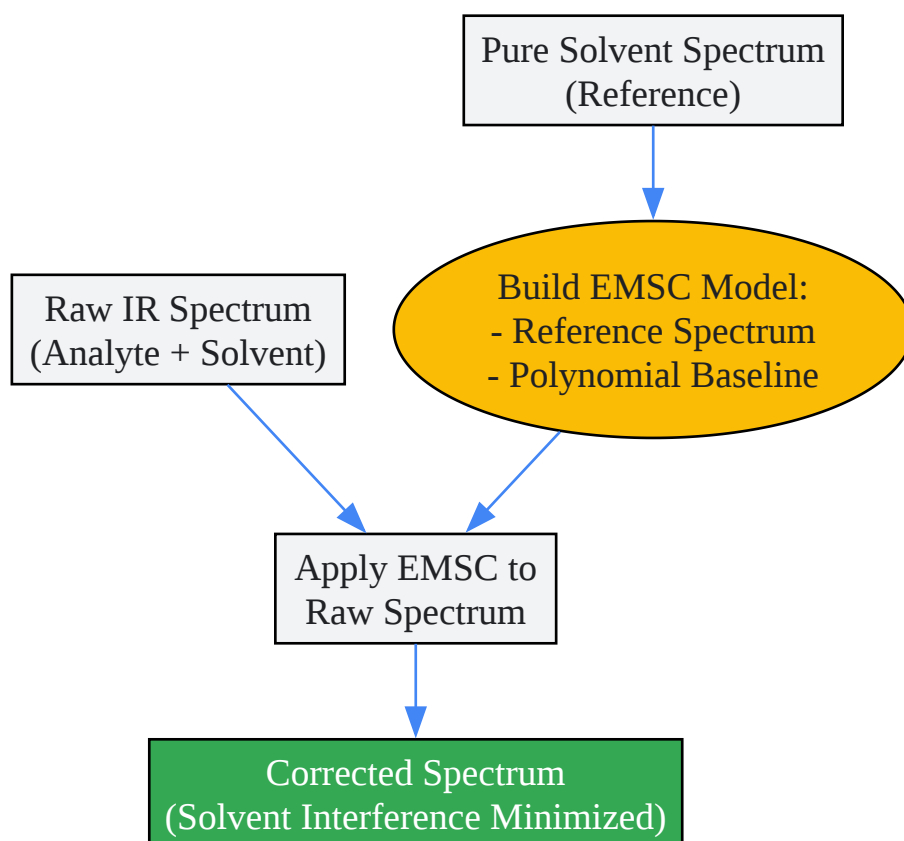 Pure Solvent Spectrum
(Reference)
Build EMSC Model:
- Reference Spectrum
- Polynomial Baseline
Raw IR Spectrum
(Analyte + Solvent)
Apply EMSC to
Raw Spectrum
Corrected Spectrum
(Solvent Interference Minimized)